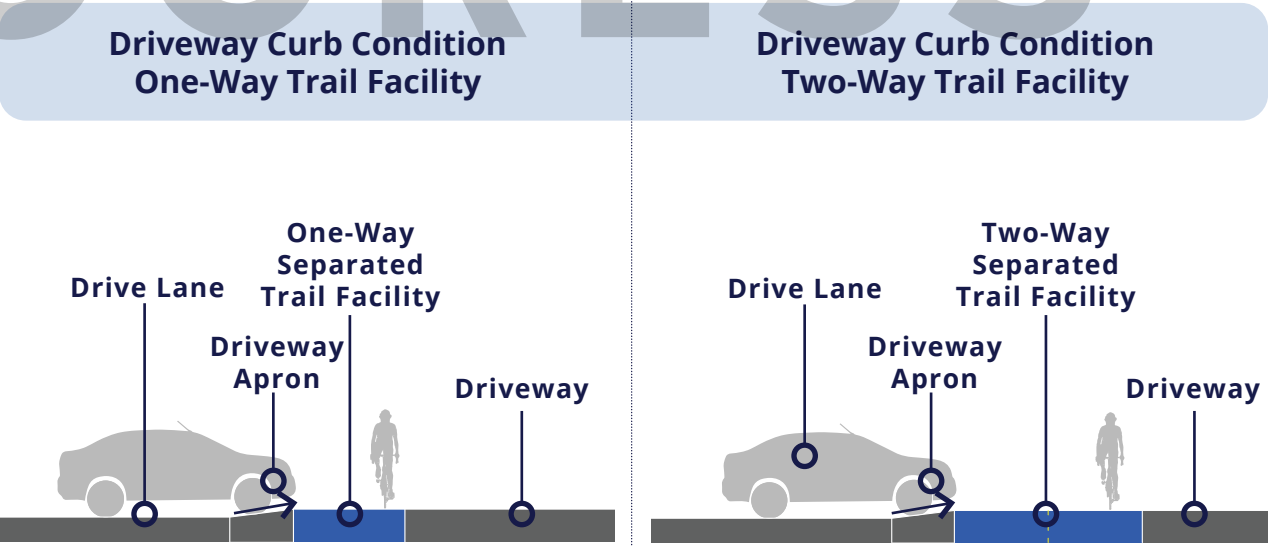 Driveway Curb Condition
One-Way Trail Facility
Driveway Curb Condition
Two-Way Trail Facility
One-Way
Separated
Trail Facility
Drive Lane
Driveway
Apron
Driveway
Two-Way
Separated
Trail Facility
Drive Lane
Driveway
Apron
Driveway